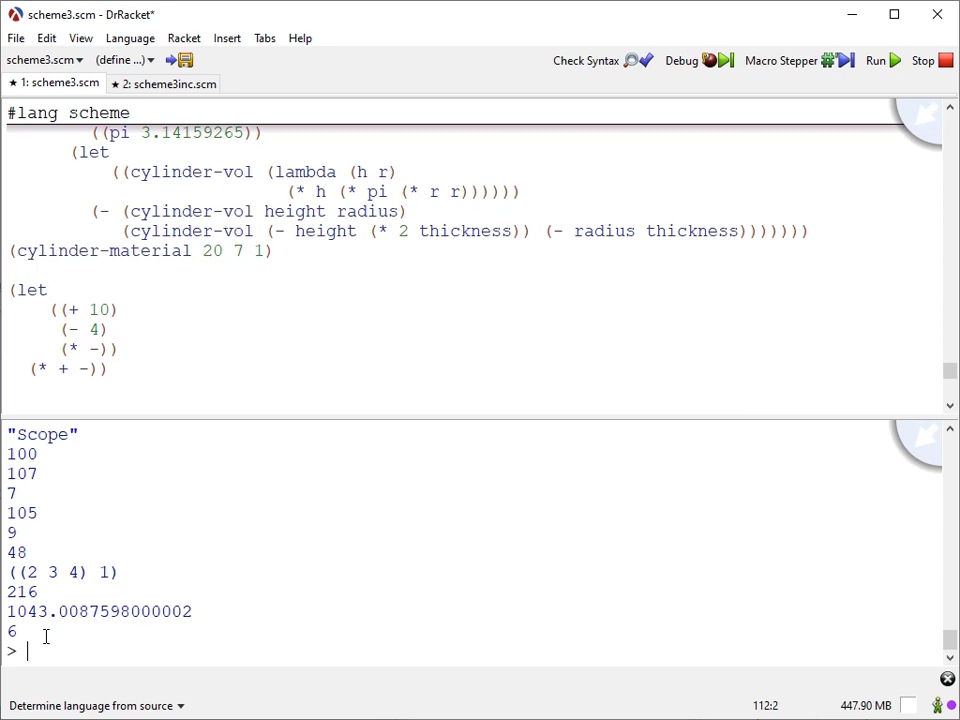 scheme3.scm - DrRacket*
File Edit View Language Racket Insert Tabs Help
scheme3.scm (define ...) Check Syntax Debug Macro Stepper Run Stop
★ 1: scheme3.scm ★ 2: scheme3inc.scm
#lang scheme
((pi 3.14159265))
(let
((cylinder-vol (lambda (h r)
(* h (* pi (* r r))))))
(- (cylinder-vol height radius)
(cylinder-vol (- height (* 2 thickness)) (- radius thickness)))))))
(cylinder-material 20 7 1)
(let
((+ 10)
(- 4)
(* -))
(* + -))
"Scope"
100
107
7
105
9
48
((2 3 4) 1)
216
1043.0087598000002
6
>
Determine language from source 112:2 447.90 MB